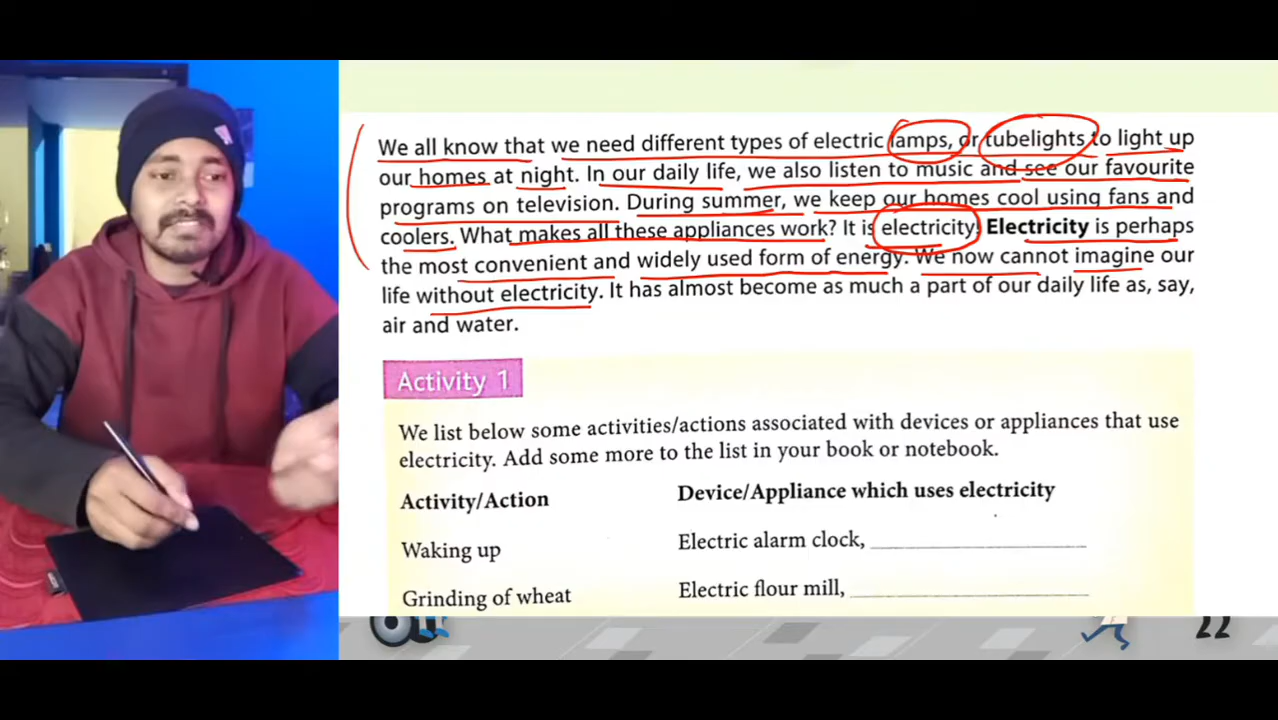 We all know that we need different types of electric lamps, or tubelights to light up
our homes at night. In our daily life, we also listen to music and see our favourite
programs on television. During summer, we keep our homes cool using fans and
coolers. What makes all these appliances work? It is electricity. Electricity is perhaps
the most convenient and widely used form of energy. We now cannot imagine our
life without electricity. It has almost become as much a part of our daily life as, say,
air and water.
Activity 1
We list below some activities/actions associated with devices or appliances that use
electricity. Add some more to the list in your book or notebook.
Activity/Action Device/Appliance which uses electricity
Waking up Electric alarm clock,
Grinding of wheat Electric flour mill,